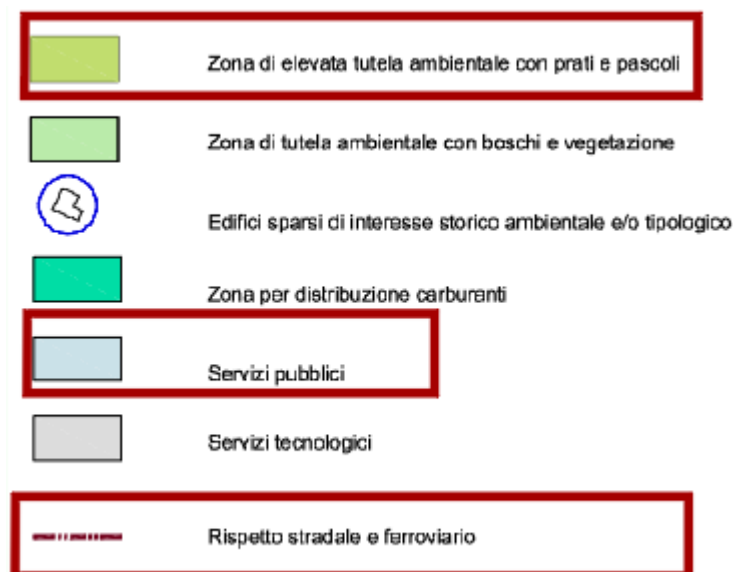 Zona di elevata tutela ambientale con prati e pascoli
Zona di tutela ambientale con boschi e vegetazione
Edifici sparsi di interesse storico ambientale e/o tipologico
Zona per distribuzione carburanti
Servizi pubblici
Servizi tecnologici
Rispetto stradale e ferroviario